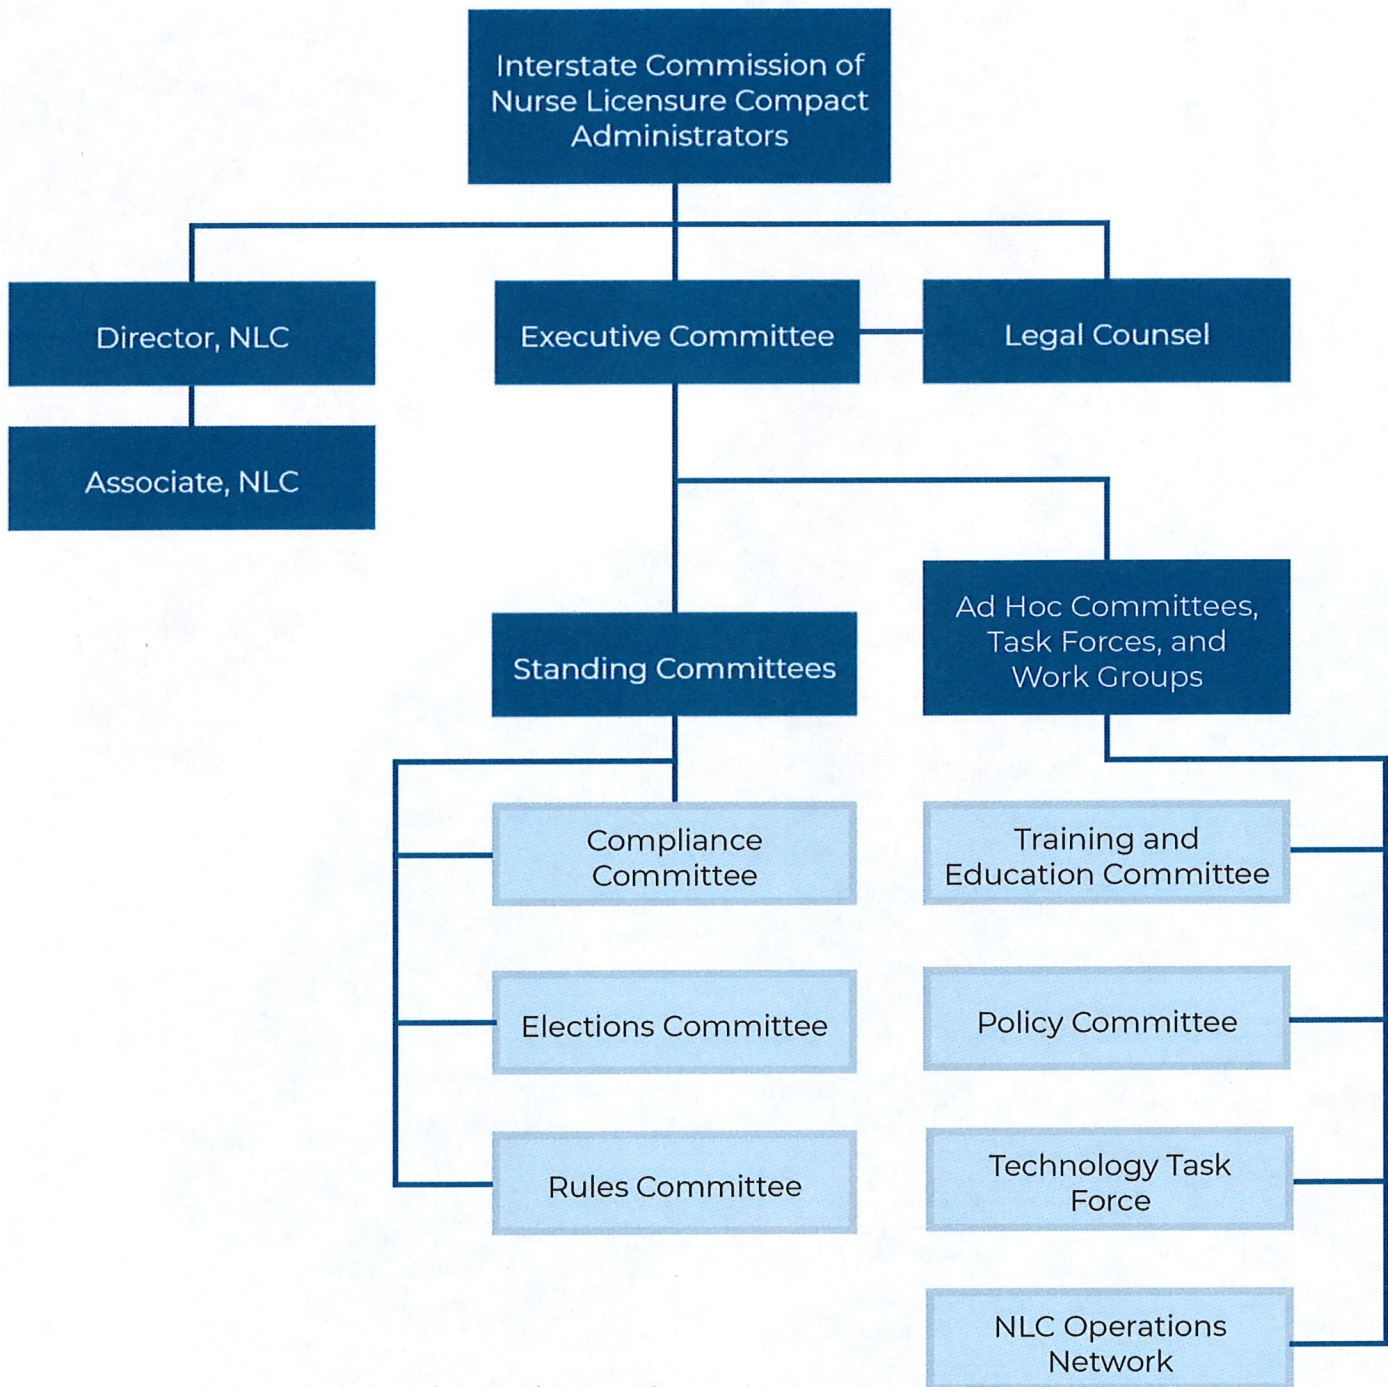 Interstate Commission of
Nurse Licensure Compact
Administrators
Director, NLC
Executive Committee
Legal Counsel
Associate, NLC
Standing Committees
Ad Hoc Committees,
Task Forces, and
Work Groups
Compliance
Committee
Training and
Education Committee
Elections Committee
Policy Committee
Rules Committee
Technology Task
Force
NLC Operations
Network